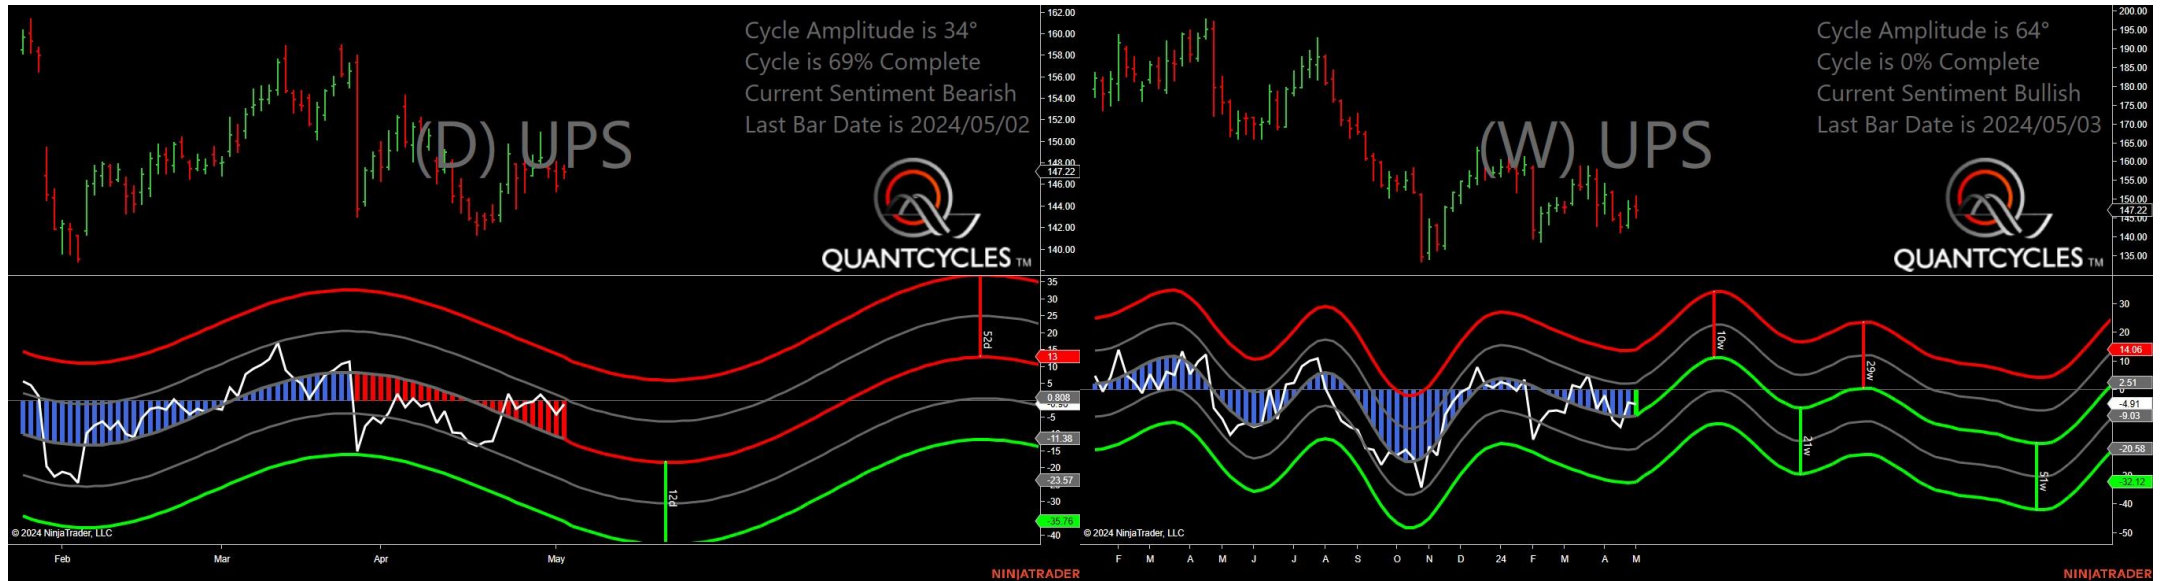 Cycle Amplitude is 34°
Cycle is 69% Complete
Current Sentiment Bearish
Last Bar Date is 2024/05/02
(D) UPS
QUANTCYCLES TM
162.00
160.00
158.00
156.00
154.00
152.00
150.00
148.00
147.22
146.00
144.00
142.00
140.00
35
30
25
20
15
13
10
5
0.808
-5
-11.38
-15
-20
-23.57
-30
-35.76
-40
52d
12d
© 2024 NinjaTrader, LLC
Feb Mar Apr May
NINJATRADER
Cycle Amplitude is 64°
Cycle is 0% Complete
Current Sentiment Bullish
Last Bar Date is 2024/05/03
(W) UPS
QUANTCYCLES TM
200.00
195.00
190.00
185.00
180.00
175.00
170.00
165.00
160.00
155.00
150.00
147.22
145.00
140.00
135.00
30
20
14.06
10
2.51
-4.91
-9.03
-20.58
-30
-32.12
-40
-50
10w
29w
21w
51w
© 2024 NinjaTrader, LLC
F M A M J J A S O N D 24 F M A M
NINJATRADER